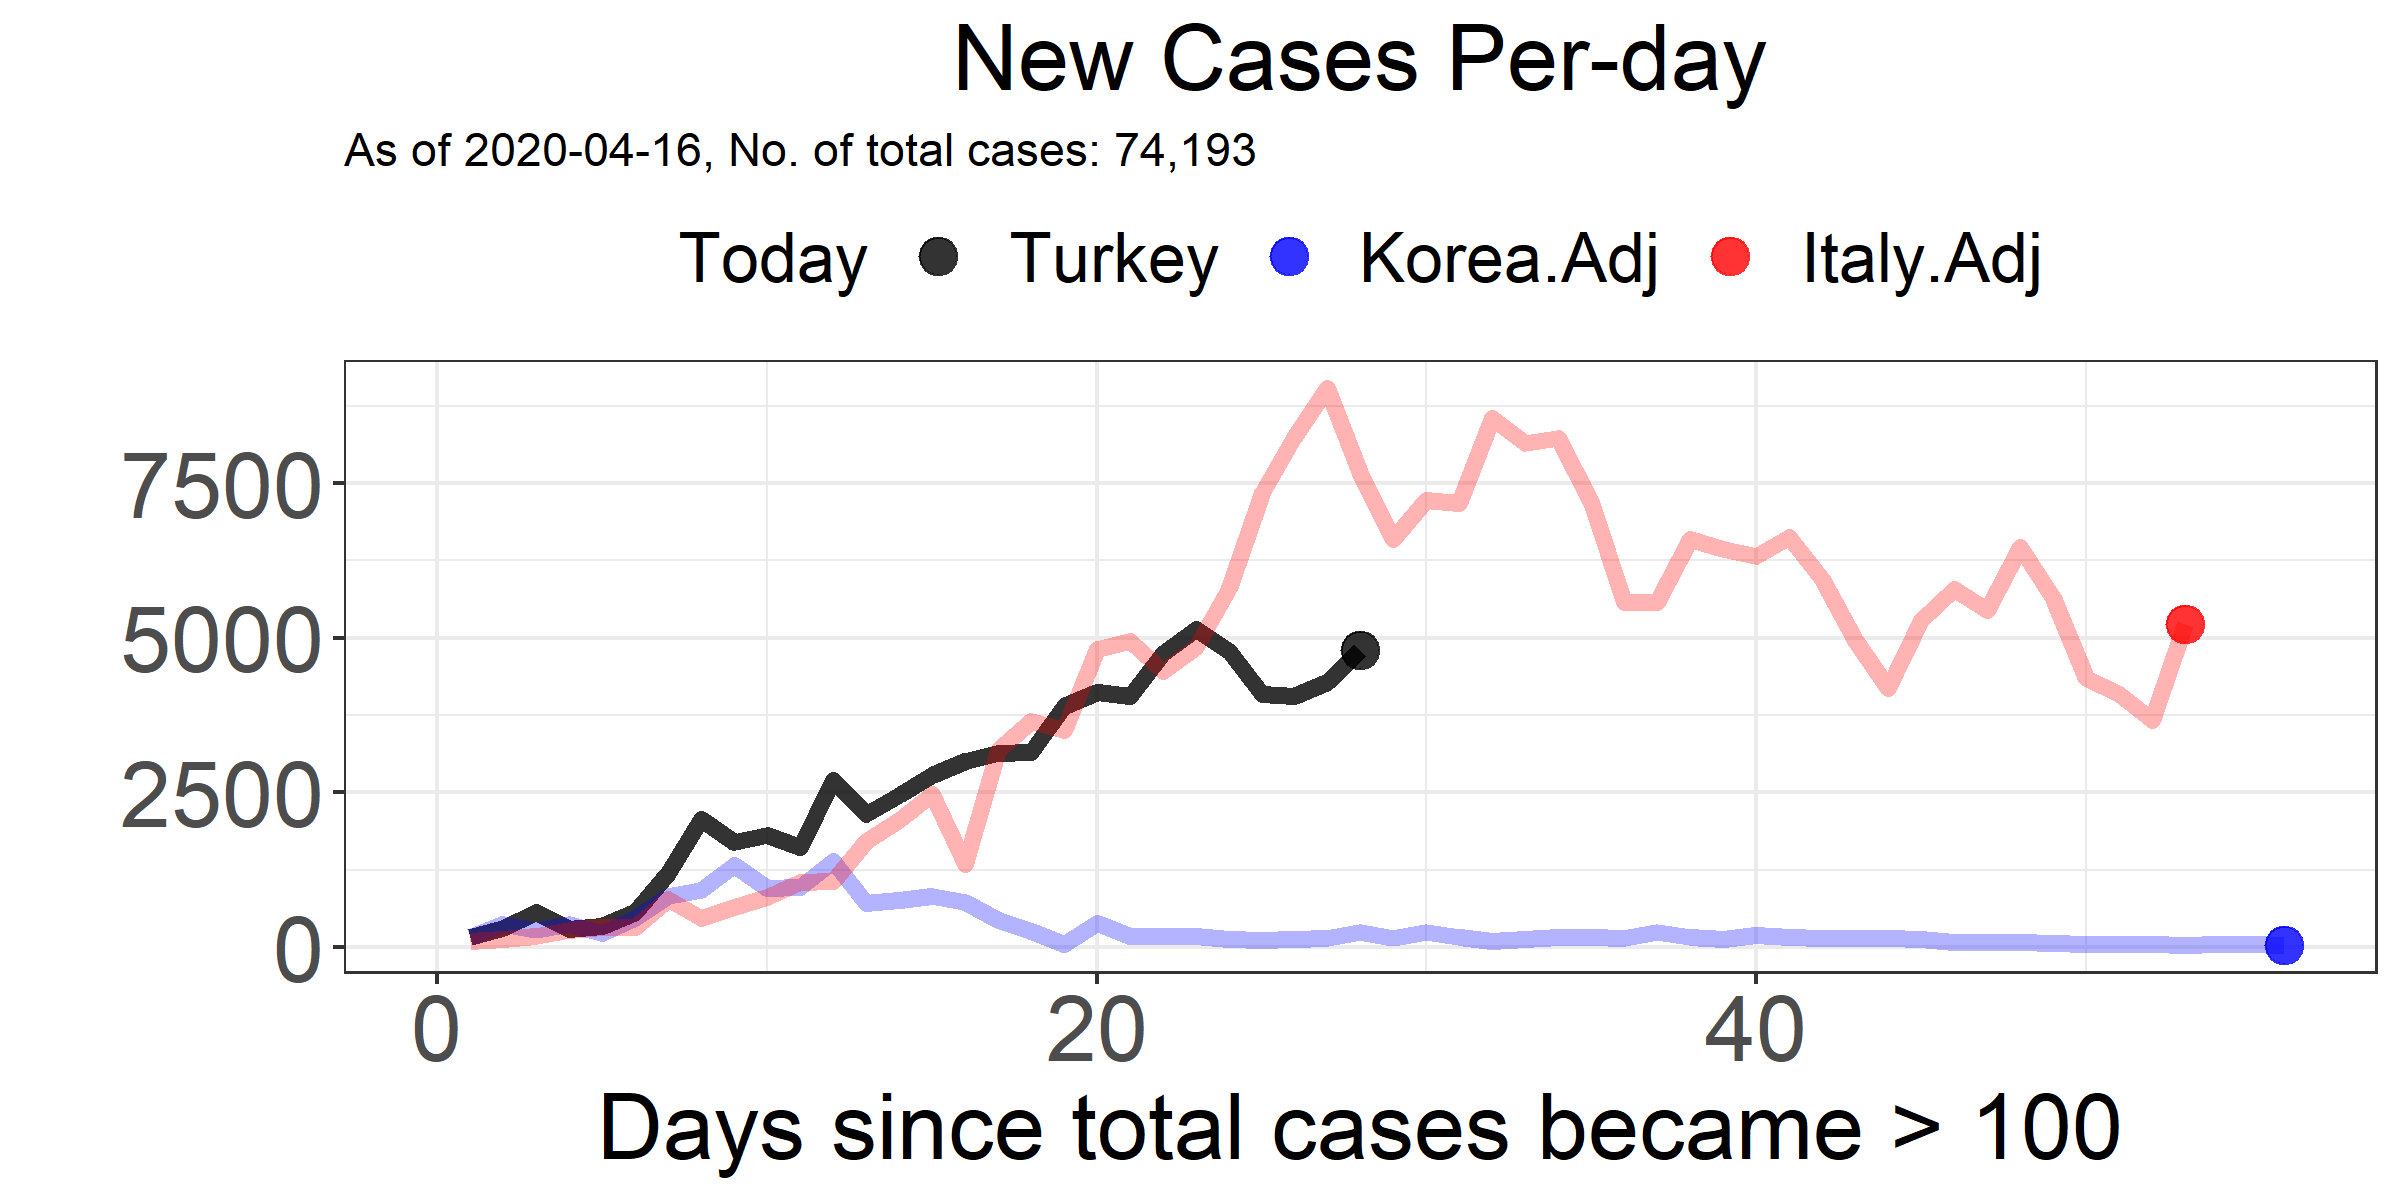 New Cases Per-day
As of 2020-04-16, No. of total cases: 74,193
Today Turkey Korea.Adj Italy.Adj
7500
5000
2500
0
0 20 40
Days since total cases became > 100